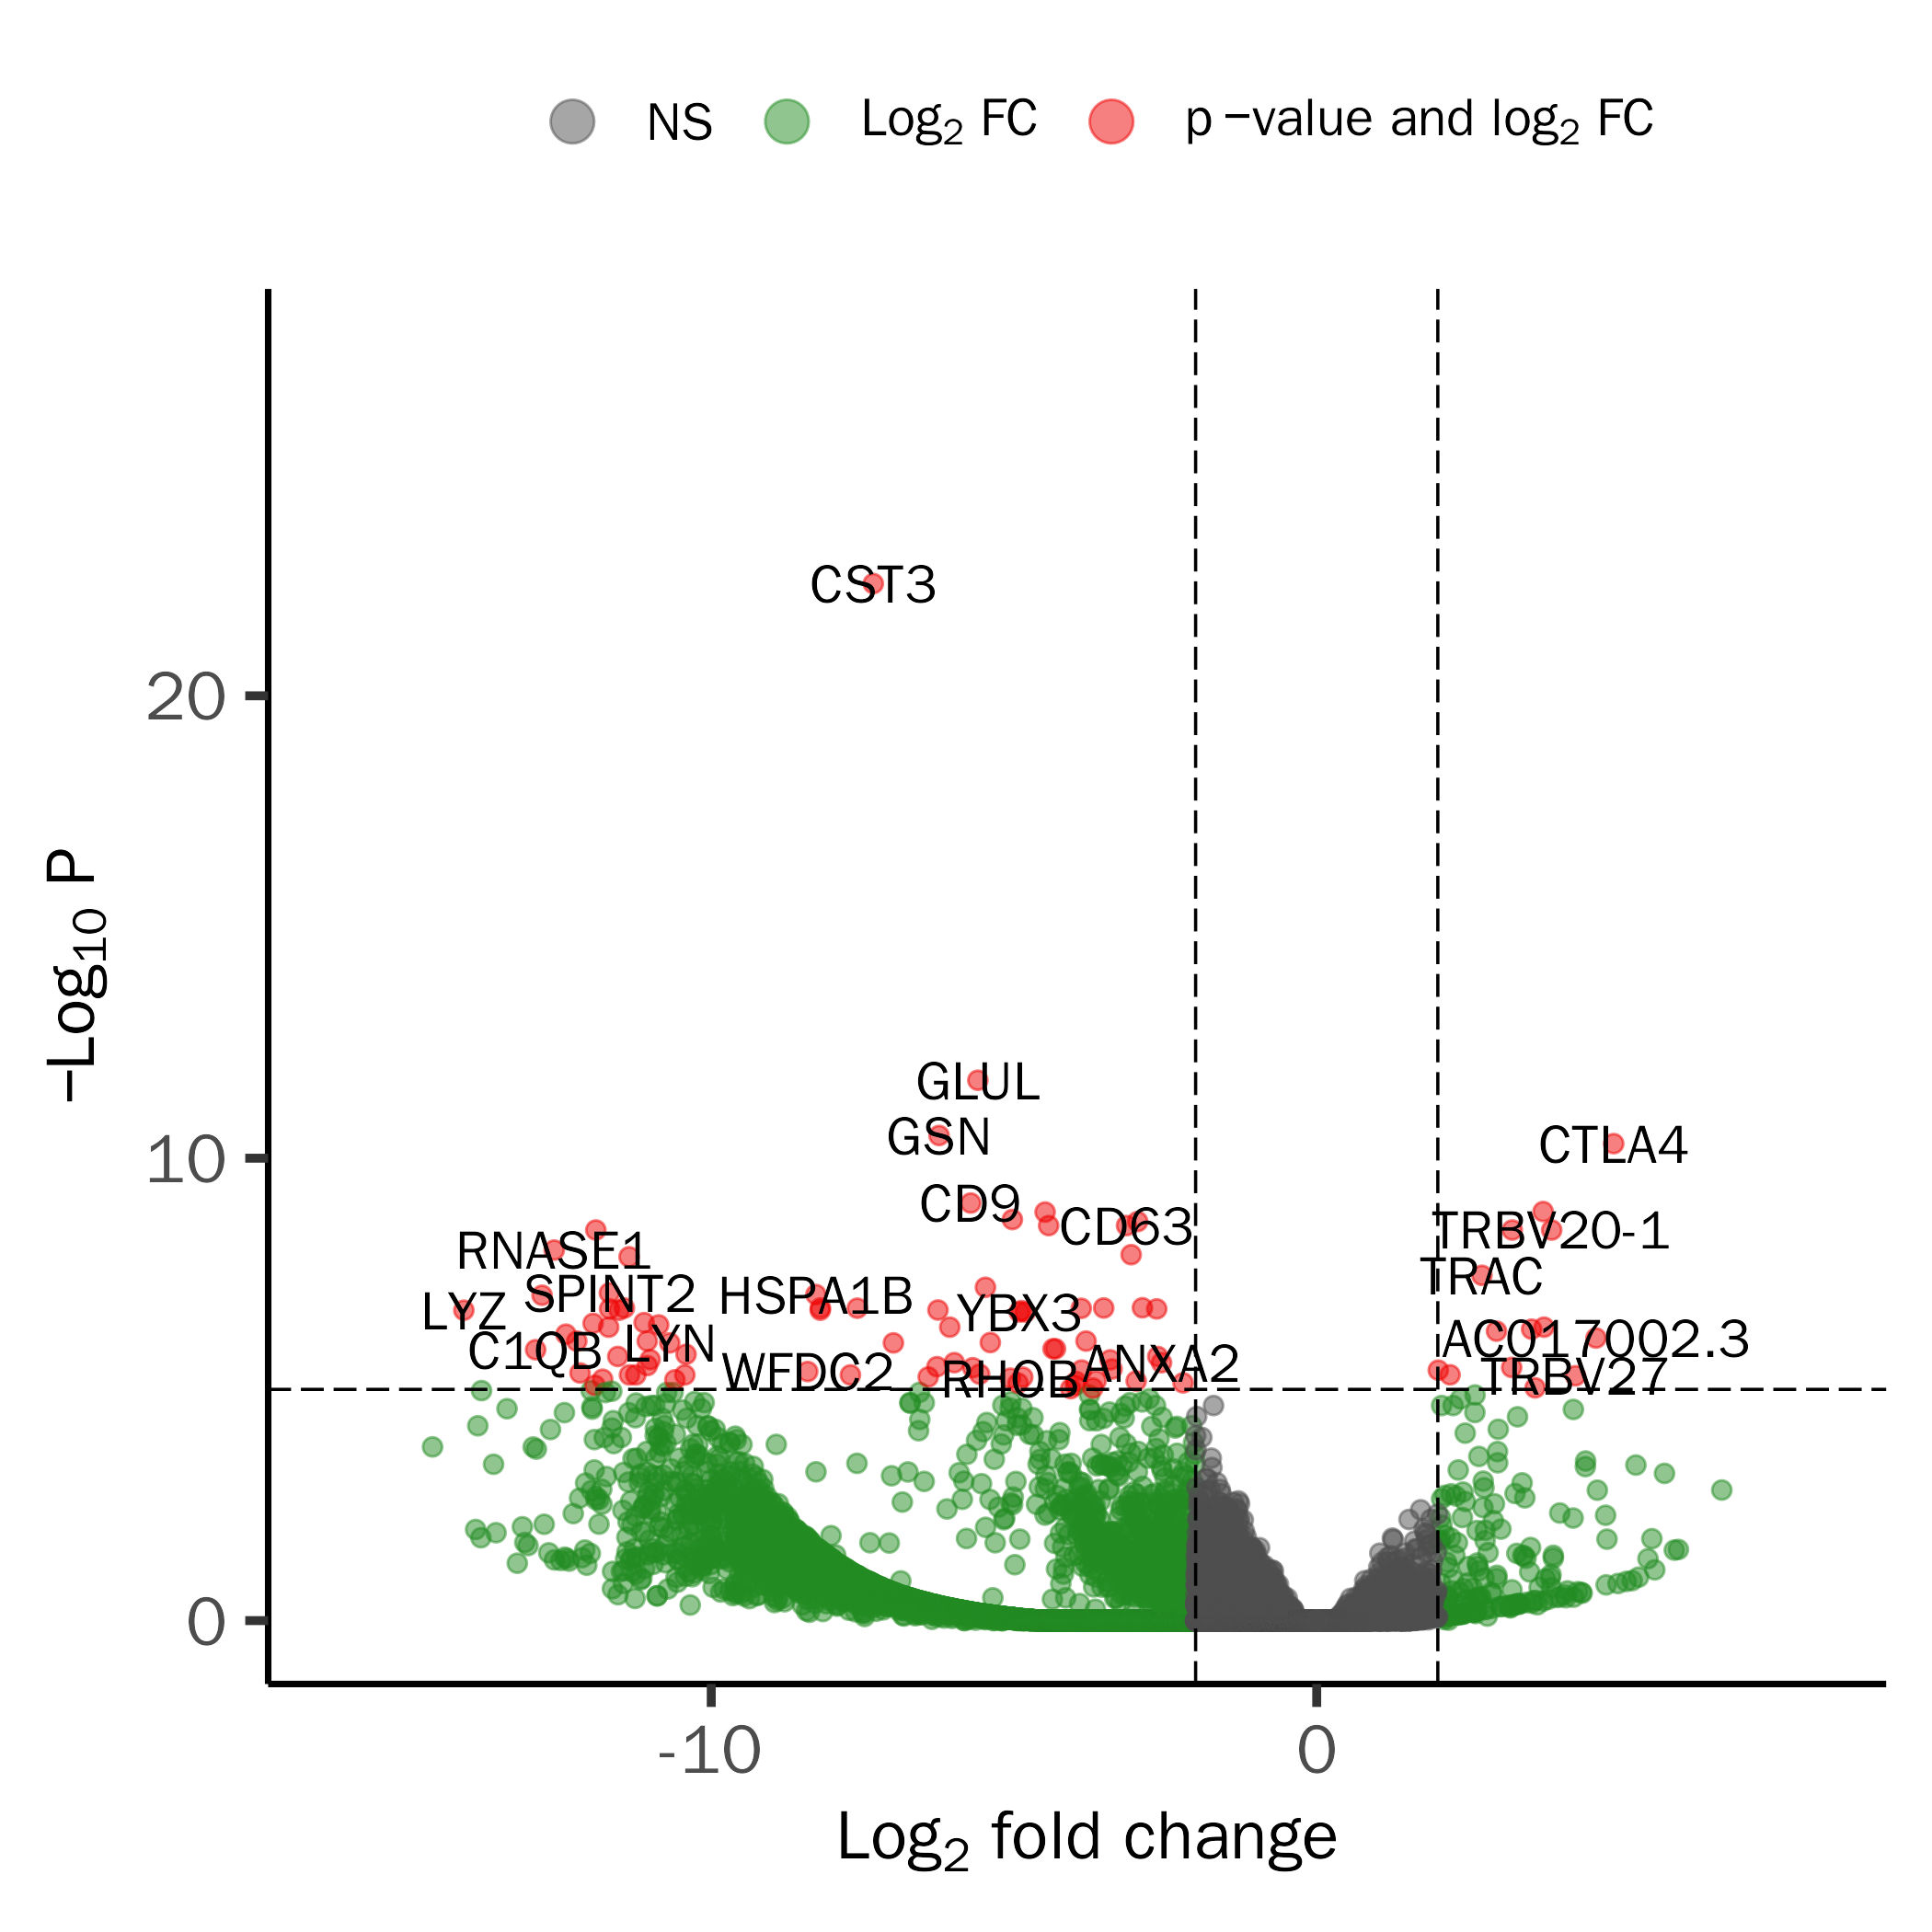 NS Log2 FC p –value and log2 FC
–Log10 P
20
10
0
CST3
GLUL
GSN
CTLA4
CD9
CD63
TRBV20-1
RNASE1
TRAC
SPINT2
HSPA1B
LYZ
YBX3
C1QB
LYN
AC017002.3
WFDC2
RHOB
ANXA2
TRBV27
-10 0
Log2 fold change